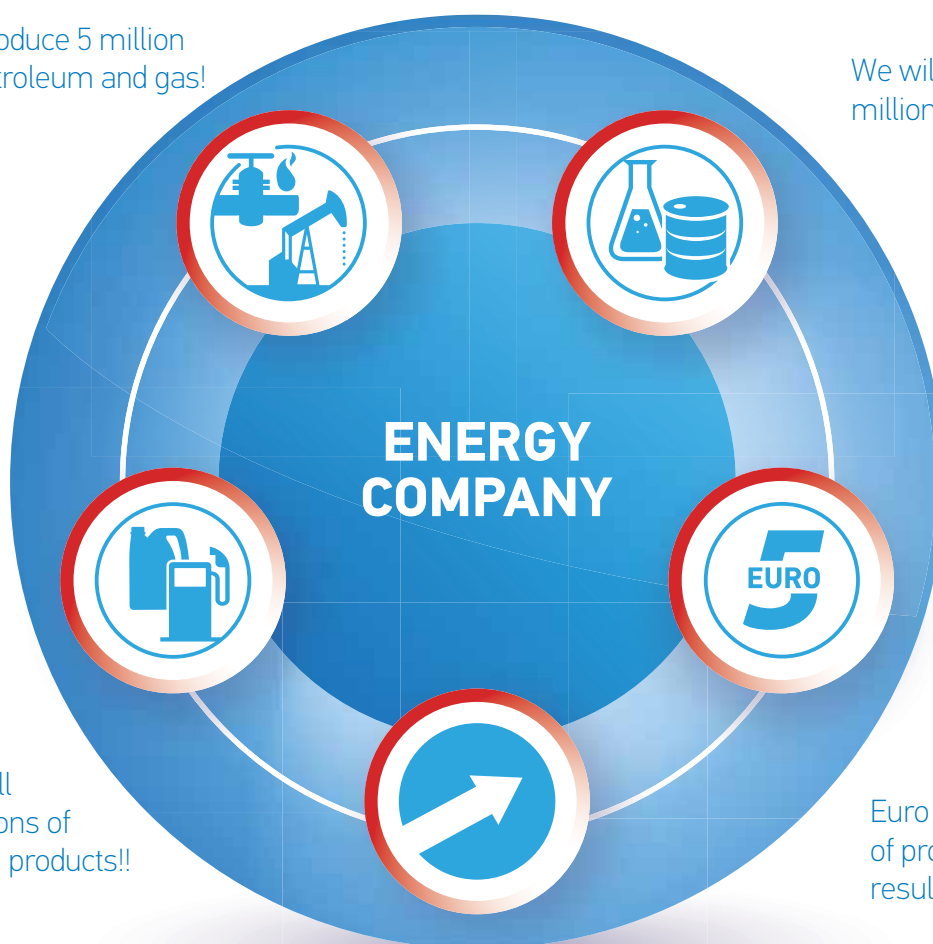 oduce 5 million
troleum and gas!
We wil
million
ENERGY
COMPANY
5
EURO
ll
ons of
products!!
Euro
of pro
resul